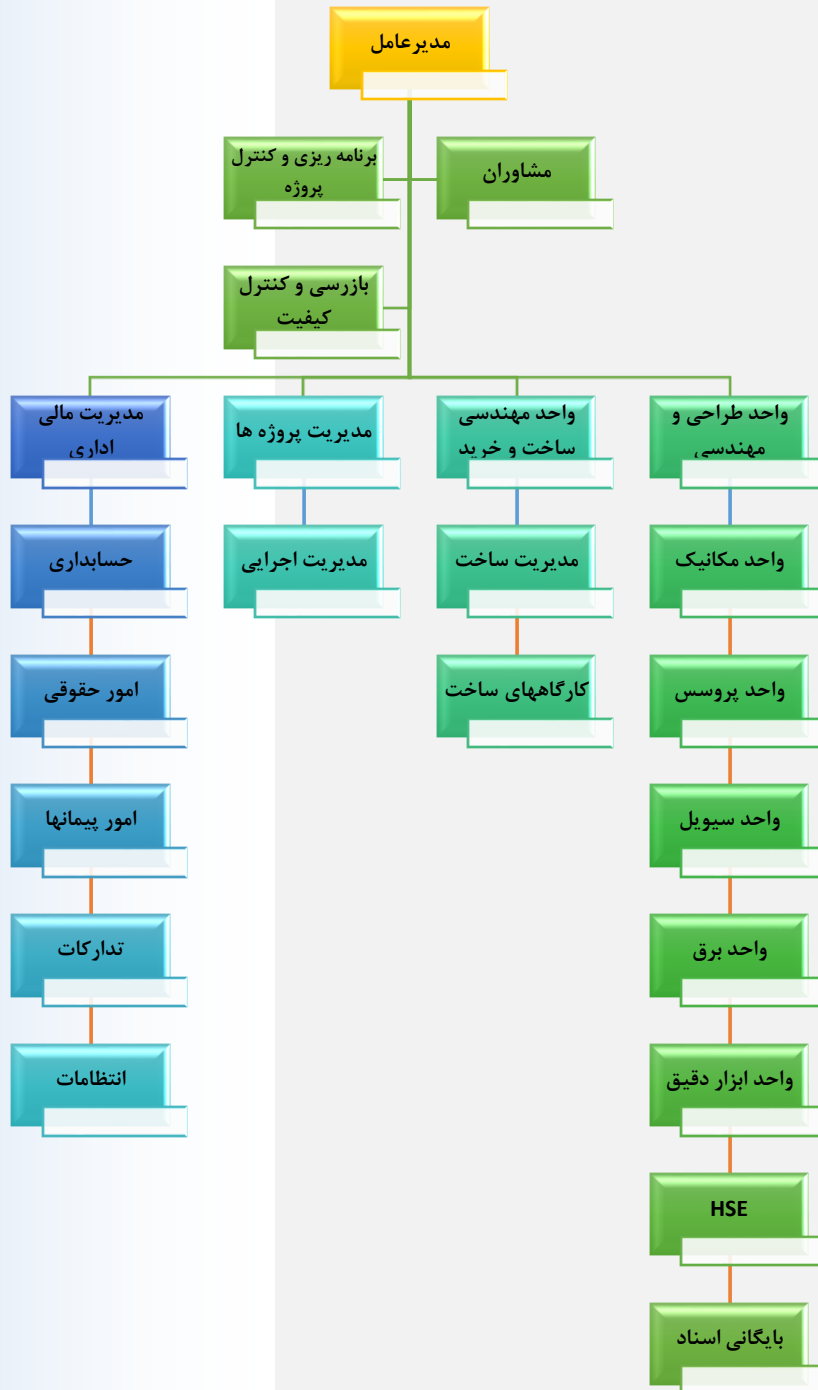 مدیرعامل
مشاوران
برنامه ریزی و کنترل
پروژه
بازرسی و کنترل
کیفیت
واحد طراحی و
مهندسی
واحد مهندسی
ساخت و خرید
مدیریت پروژه ها
مدیریت مالی
اداری
واحد مکانیک
مدیریت ساخت
مدیریت اجرایی
حسابداری
واحد پروسس
کارگاههای ساخت
امور حقوقی
واحد سیویل
امور پیمانها
واحد برق
تدارکات
واحد ابزار دقیق
انتظامات
HSE
بایگانی اسناد